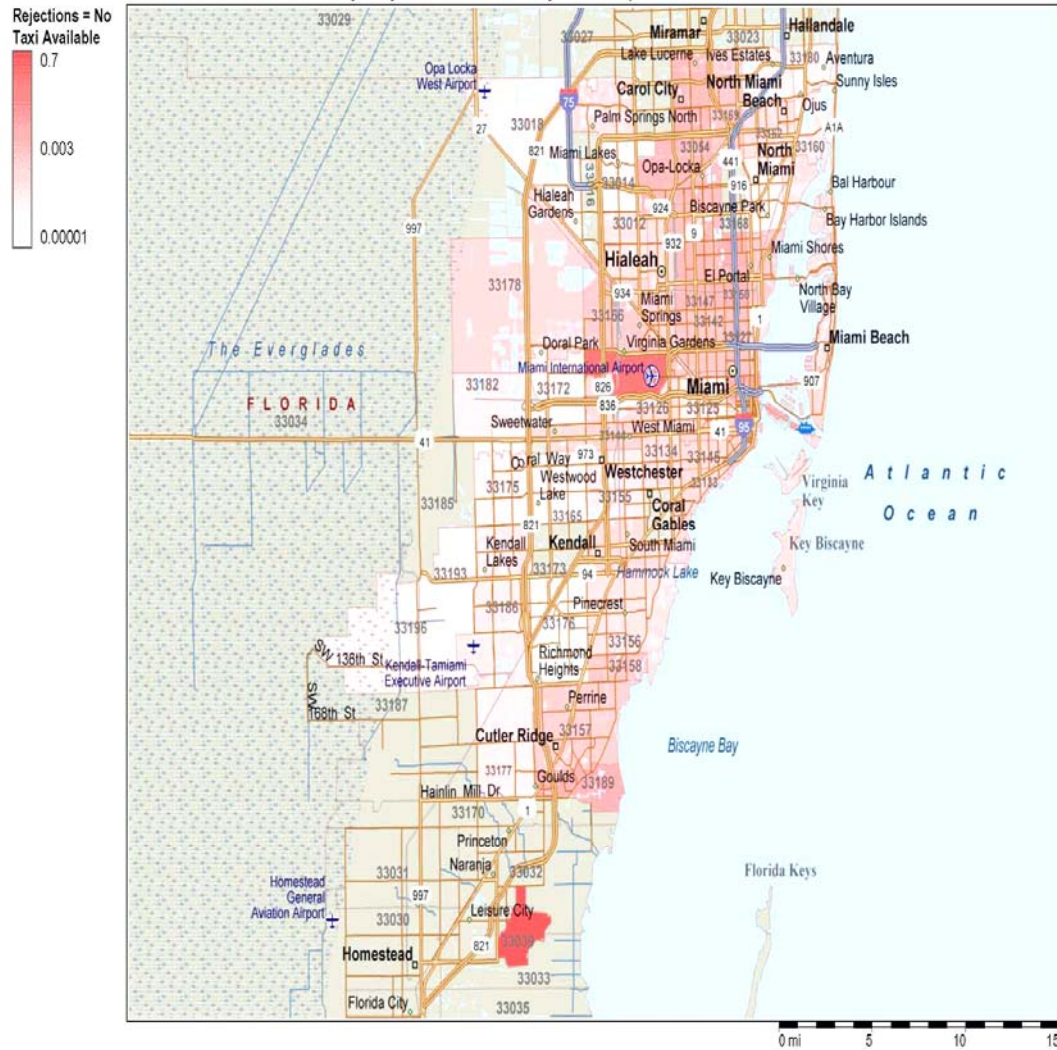 Rejections = No
Taxi Available
0.7
0.003
0.00001
33029
33027
Miramar
33023
Hallandale
Lake Lucerne
Ives Estates
33180
Aventura
Opa Locka
West Airport
Carol City
North Miami
Beach
Sunny Isles
Ojus
75
27
33018
Palm Springs North
33169
33162
A1A
821
Miami Lakes
33054
441
North
Miami
33160
33016
33014
Opa-Locka
916
Bal Harbour
Hialeah
Gardens
924
Biscayne Park
Bay Harbor Islands
997
33012
9
33168
932
Miami Shores
Hialeah
El Portal
33178
934
Miami
Springs
33147
33150
North Bay
Village
33166
33142
1
The Everglades
Doral Park
Virginia Gardens
33127
Miami Beach
Miami International Airport
33182
33172
826
Miami
907
FLORIDA
836
33126
33125
33034
Sweetwater
33144
West Miami
41
95
41
Coral Way
973
33134
33145
Westchester
33133
Atlantic
Ocean
33185
33175
Westwood
Lake
33155
Virginia
Key
Coral
Gables
821
33165
Kendall
Lakes
Kendall
South Miami
Key Biscayne
33193
33173
94
Hammock Lake
Key Biscayne
33186
Pinecrest
33196
33176
SW 136th St
Kendall-Tamiami
Executive Airport
Richmond
Heights
33156
33158
33187
SW 168th St
Perrine
Cutler Ridge
33157
Biscayne Bay
33177
Goulds
33189
Hainlin Mill Dr
33170
1
Princeton
Naranja
33032
Florida Keys
33031
Homestead
General
Aviation Airport
997
33030
Leisure City
33039
821
Homestead
33033
Florida City
33035
0 mi
5
10
15